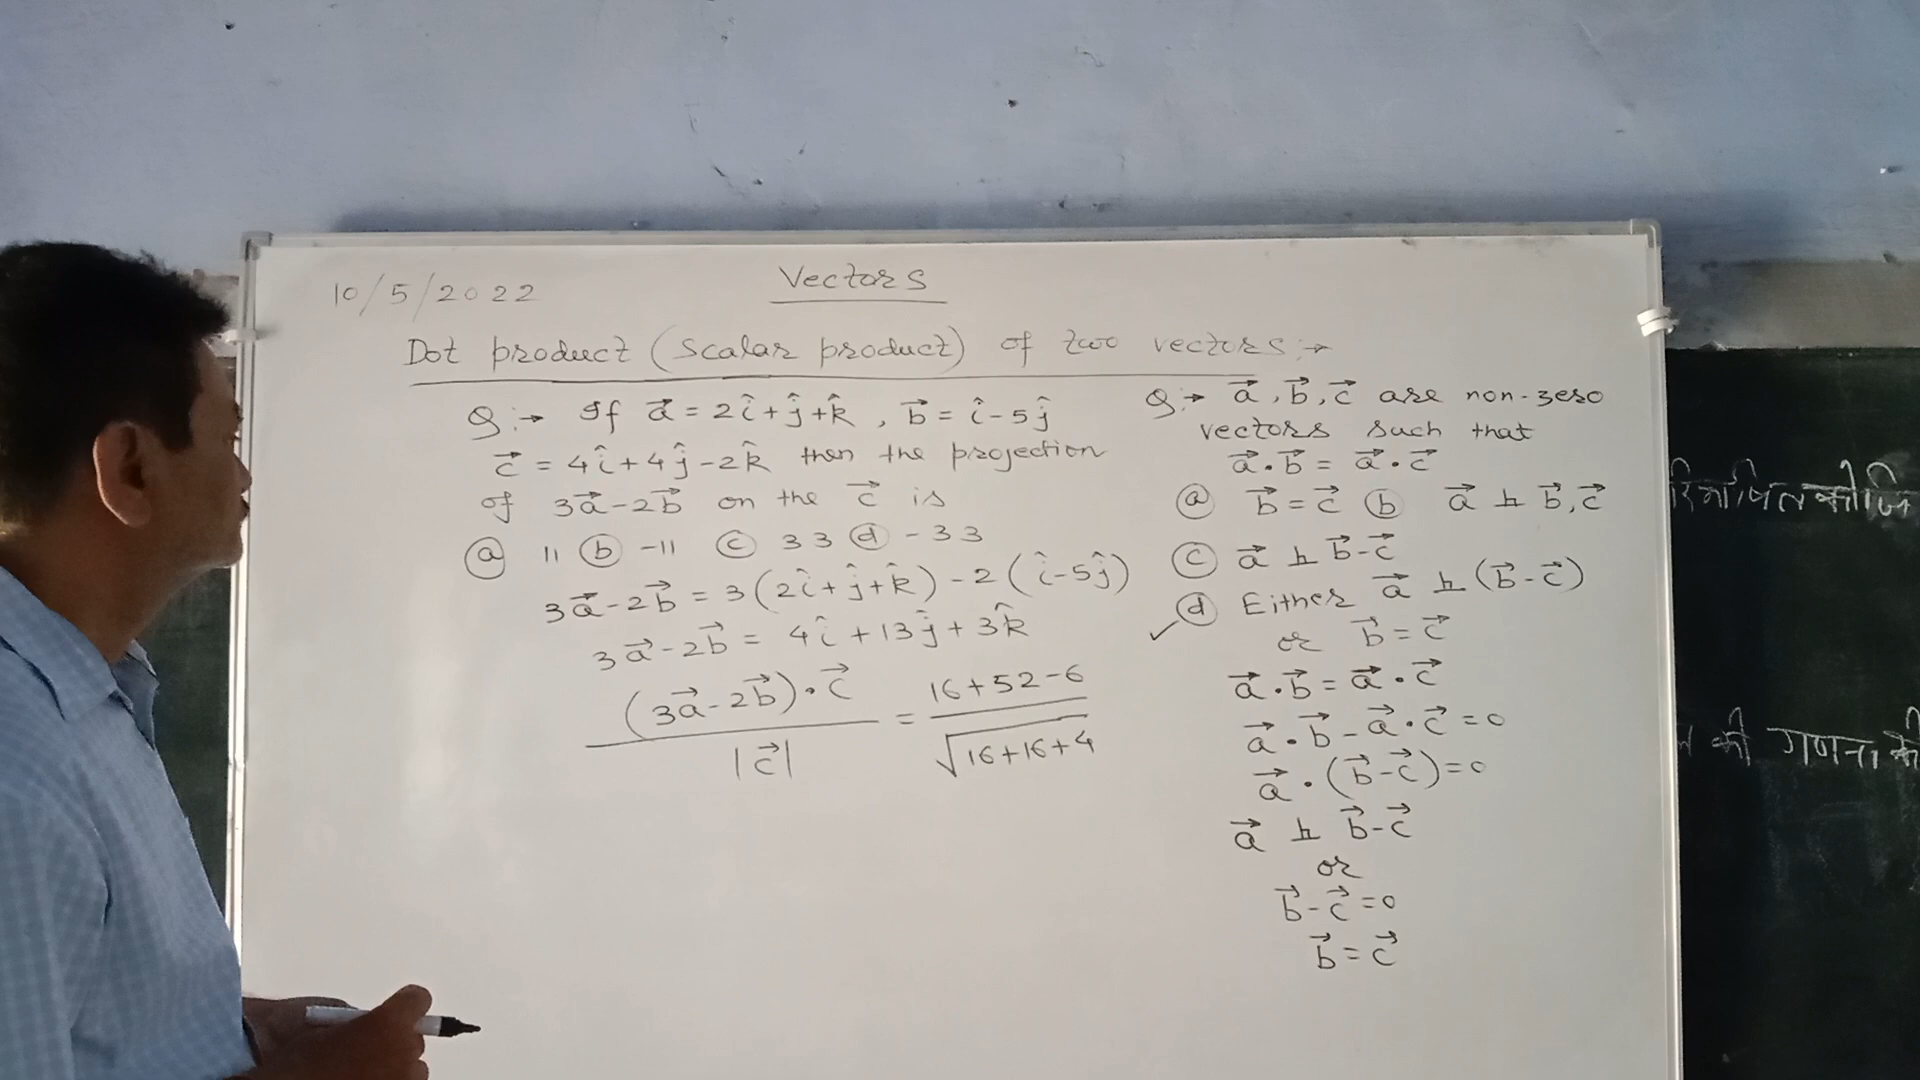 10/5/2022
Vectors
Dot product (scalar product) of two vectors :→
Q :→ If a⃗ = 2î+ĵ+k̂ , b⃗ = î-5ĵ
c⃗ = 4î+4ĵ-2k̂ then the projection
of 3a⃗-2b⃗ on the c⃗ is
ⓐ 11 ⓑ -11 ⓒ 33 ⓓ -33
3a⃗-2b⃗ = 3(2î+ĵ+k̂) - 2(î-5ĵ)
3a⃗-2b⃗ = 4î+13ĵ+3k̂
(3a⃗-2b⃗)·c⃗ / |c⃗| = 16+52-6 / √16+16+4
Q :→ a⃗, b⃗, c⃗ are non-zero
vectors such that
a⃗·b⃗ = a⃗·c⃗
ⓐ b⃗=c⃗ ⓑ a⃗ ⊥ b⃗,c⃗
ⓒ a⃗ ⊥ b⃗-c⃗
✓ ⓓ Either a⃗ ⊥ (b⃗-c⃗)
or b⃗=c⃗
a⃗·b⃗ = a⃗·c⃗
a⃗·b⃗ - a⃗·c⃗ = 0
a⃗·(b⃗-c⃗) = 0
a⃗ ⊥ b⃗-c⃗
or
b⃗-c⃗ = 0
b⃗ = c⃗
की गणना